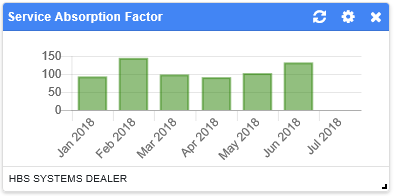 Service Absorption Factor
150
100
50
0
Jan 2018
Feb 2018
Mar 2018
Apr 2018
May 2018
Jun 2018
Jul 2018
HBS SYSTEMS DEALER